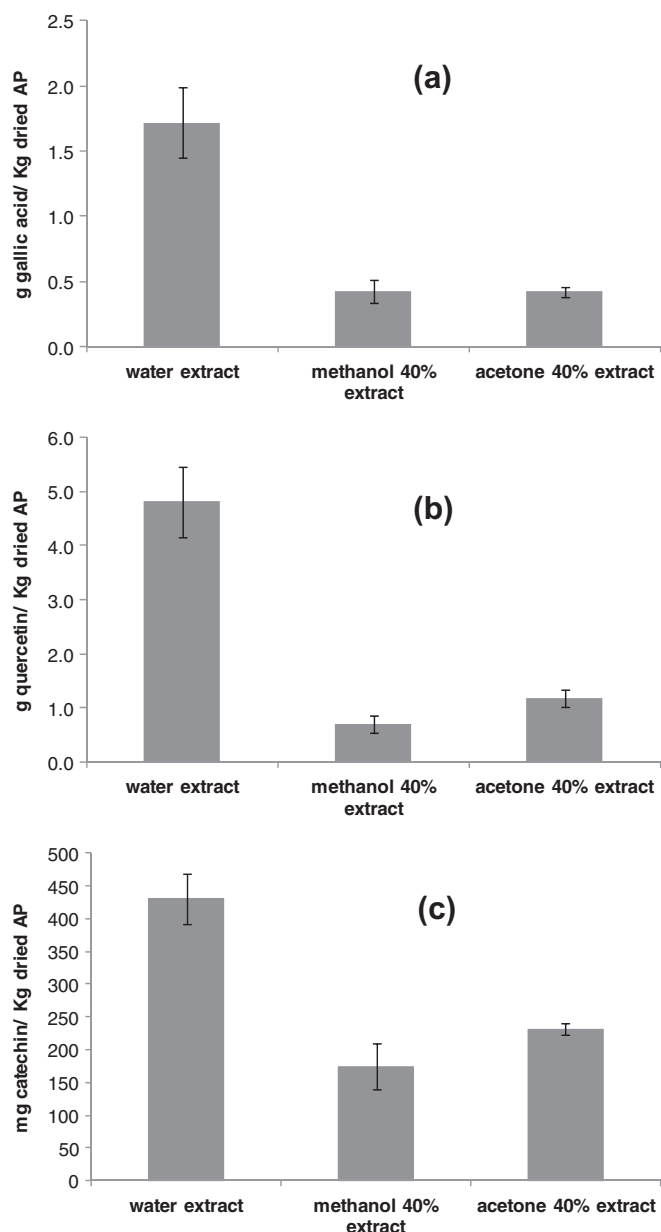 2.5
(a)
2.0
1.5
1.0
0.5
0.0
g gallic acid/ Kg dried AP
water extract
methanol 40%
extract
acetone 40% extract
6.0
(b)
5.0
4.0
3.0
2.0
1.0
0.0
g quercetin/ Kg dried AP
water extract
methanol 40%
extract
acetone 40% extract
500
450
(c)
400
350
300
250
200
150
100
50
0
mg catechin/ Kg dried AP
water extract
methanol 40%
extract
acetone 40% extract